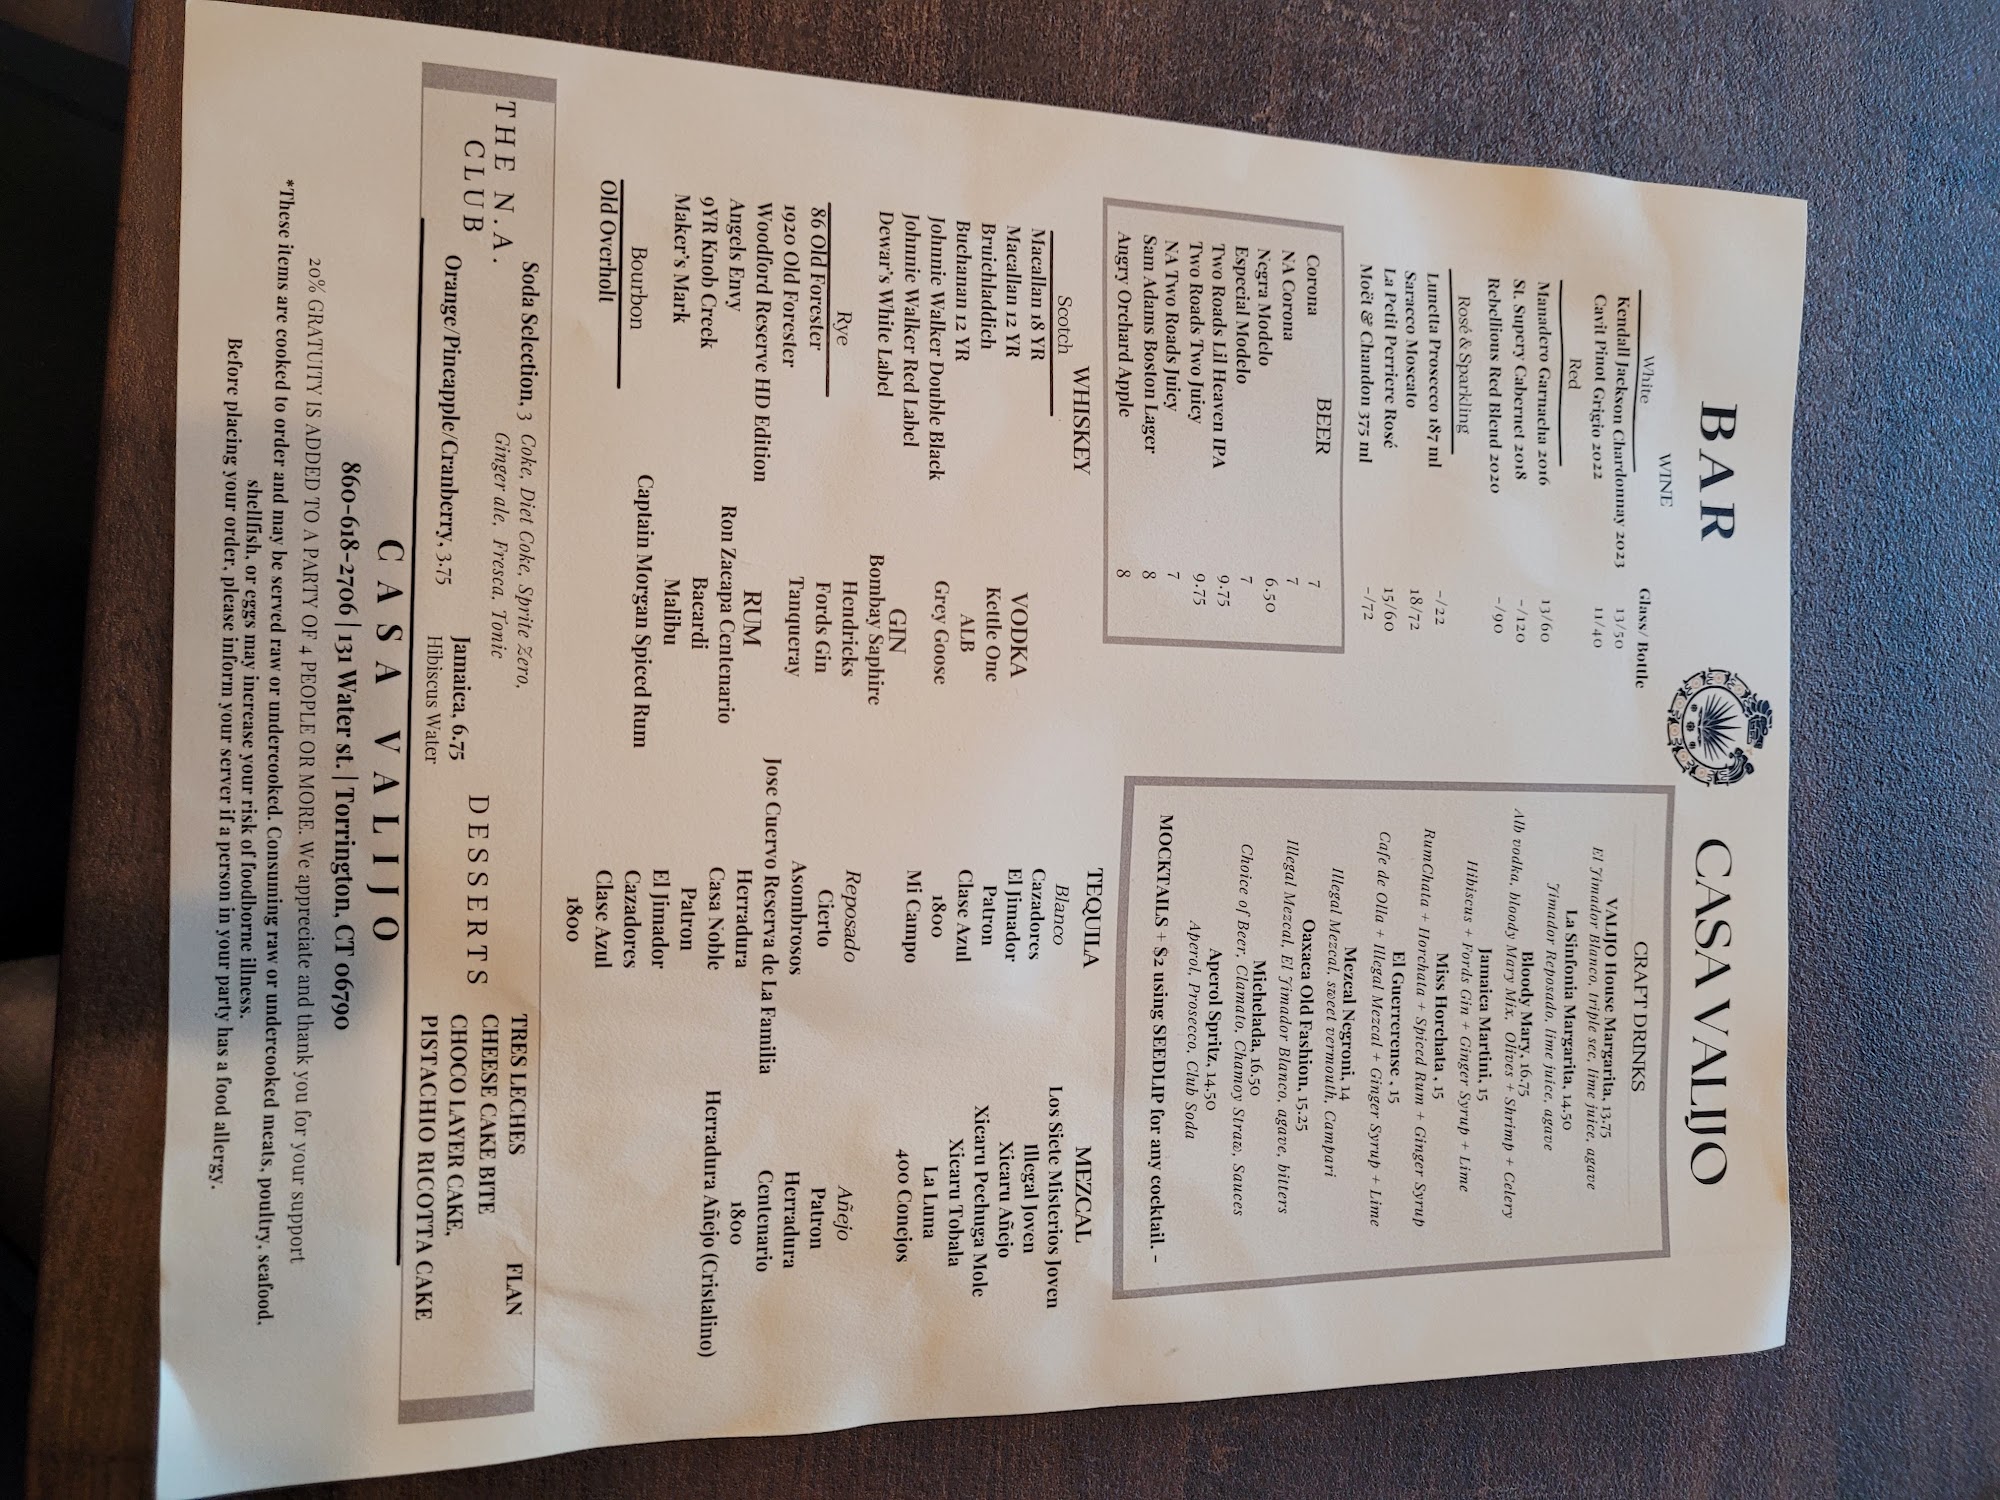 BAR CASA VALIJO
WINE
White Glass/ Bottle
Kendall Jackson Chardonnay 2023 13/50
Cavit Pinot Grigio 2022 11/40
Red
Manadero Garnacha 2016 13/60
St. Supery Cabernet 2018 -/120
Rebellious Red Blend 2020 -/90
Rosé & Sparkling
Lunetta Prosecco 187 ml -/22
Saracco Moscato 18/72
La Petit Perriere Rosé 15/60
Moët & Chandon 375 ml -/72
BEER
Corona 7
NA Corona 7
Negra Modelo 6.50
Especial Modelo 7
Two Roads Lil Heaven IPA 9.75
Two Roads Two Juicy 9.75
NA Two Roads Juicy 7
Sam Adams Boston Lager 8
Angry Orchard Apple 8
CRAFT DRINKS
VALIJO House Margarita, 13.75
El Jimador Blanco, triple sec, lime juice, agave
La Sinfonia Margarita, 14.50
Jimador Reposado, lime juice, agave
Bloody Mary, 16.75
Alb vodka, bloody Mary Mix, Olives + Shrimp + Celery
Jamaica Martini, 15
Hibiscus + Fords Gin + Ginger Syrup + Lime
Miss Horchata , 15
RumChata + Horchata + Spiced Rum + Ginger Syrup
El Guerrerense , 15
Cafe de Olla + Illegal Mezcal + Ginger Syrup + Lime
Mezcal Negroni, 14
Illegal Mezcal, sweet vermouth, Campari
Oaxaca Old Fashion, 15.25
Illegal Mezcal, El Jimador Blanco, agave, bitters
Michelada, 16.50
Choice of Beer, Clamato, Chamoy Straw, Sauces
Aperol Spritz, 14.50
Aperol, Prosecco, Club Soda
MOCKTAILS + $2 using SEEDLIP for any cocktail. -
WHISKEY
Scotch
Macallan 18 YR
Macallan 12 YR
Bruichladdich
Buchanan 12 YR
Johnnie Walker Double Black
Johnnie Walker Red Label
Dewar's White Label
Rye
86 Old Forester
1920 Old Forester
Woodford Reserve HD Edition
Angels Envy
9YR Knob Creek
Maker's Mark
Bourbon
Old Overholt
VODKA
Kettle One
ALB
Grey Goose
GIN
Bombay Saphire
Hendricks
Fords Gin
Tanqueray
RUM
Ron Zacapa Centenario
Bacardi
Malibu
Captain Morgan Spiced Rum
TEQUILA
Blanco
Cazadores
El Jimador
Patron
Clase Azul
1800
Mi Campo
Reposado
Cierto
Asombrosos
Jose Cuervo Reserva de La Familia
Herradura
Casa Noble
Patron
El Jimador
Cazadores
Clase Azul
1800
MEZCAL
Los Siete Misterios Joven
Illegal Joven
Xicaru Añejo
Xicaru Pechuga Mole
Xicaru Tobala
La Luna
400 Conejos
Añejo
Patron
Herradura
Centenario
1800
Herradura Añejo (Cristalino)
THE N.A.
CLUB
Soda Selection, 3 Coke, Diet Coke, Sprite Zero,
Ginger ale, Fresca, Tonic
Orange/Pineapple/Cranberry, 3.75
Jamaica, 6.75
Hibiscus Water
DESSERTS
TRES LECHES FLAN
CHEESE CAKE BITE
CHOCO LAYER CAKE,
PISTACHIO RICOTTA CAKE
CASA VALIJO
860-618-2706 | 131 Water st. | Torrington, CT 06790
20% GRATUITY IS ADDED TO A PARTY OF 4 PEOPLE OR MORE. We appreciate and thank you for your support
*These items are cooked to order and may be served raw or undercooked. Consuming raw or undercooked meats, poultry, seafood,
shellfish, or eggs may increase your risk of foodborne illness.
Before placing your order, please inform your server if a person in your party has a food allergy.